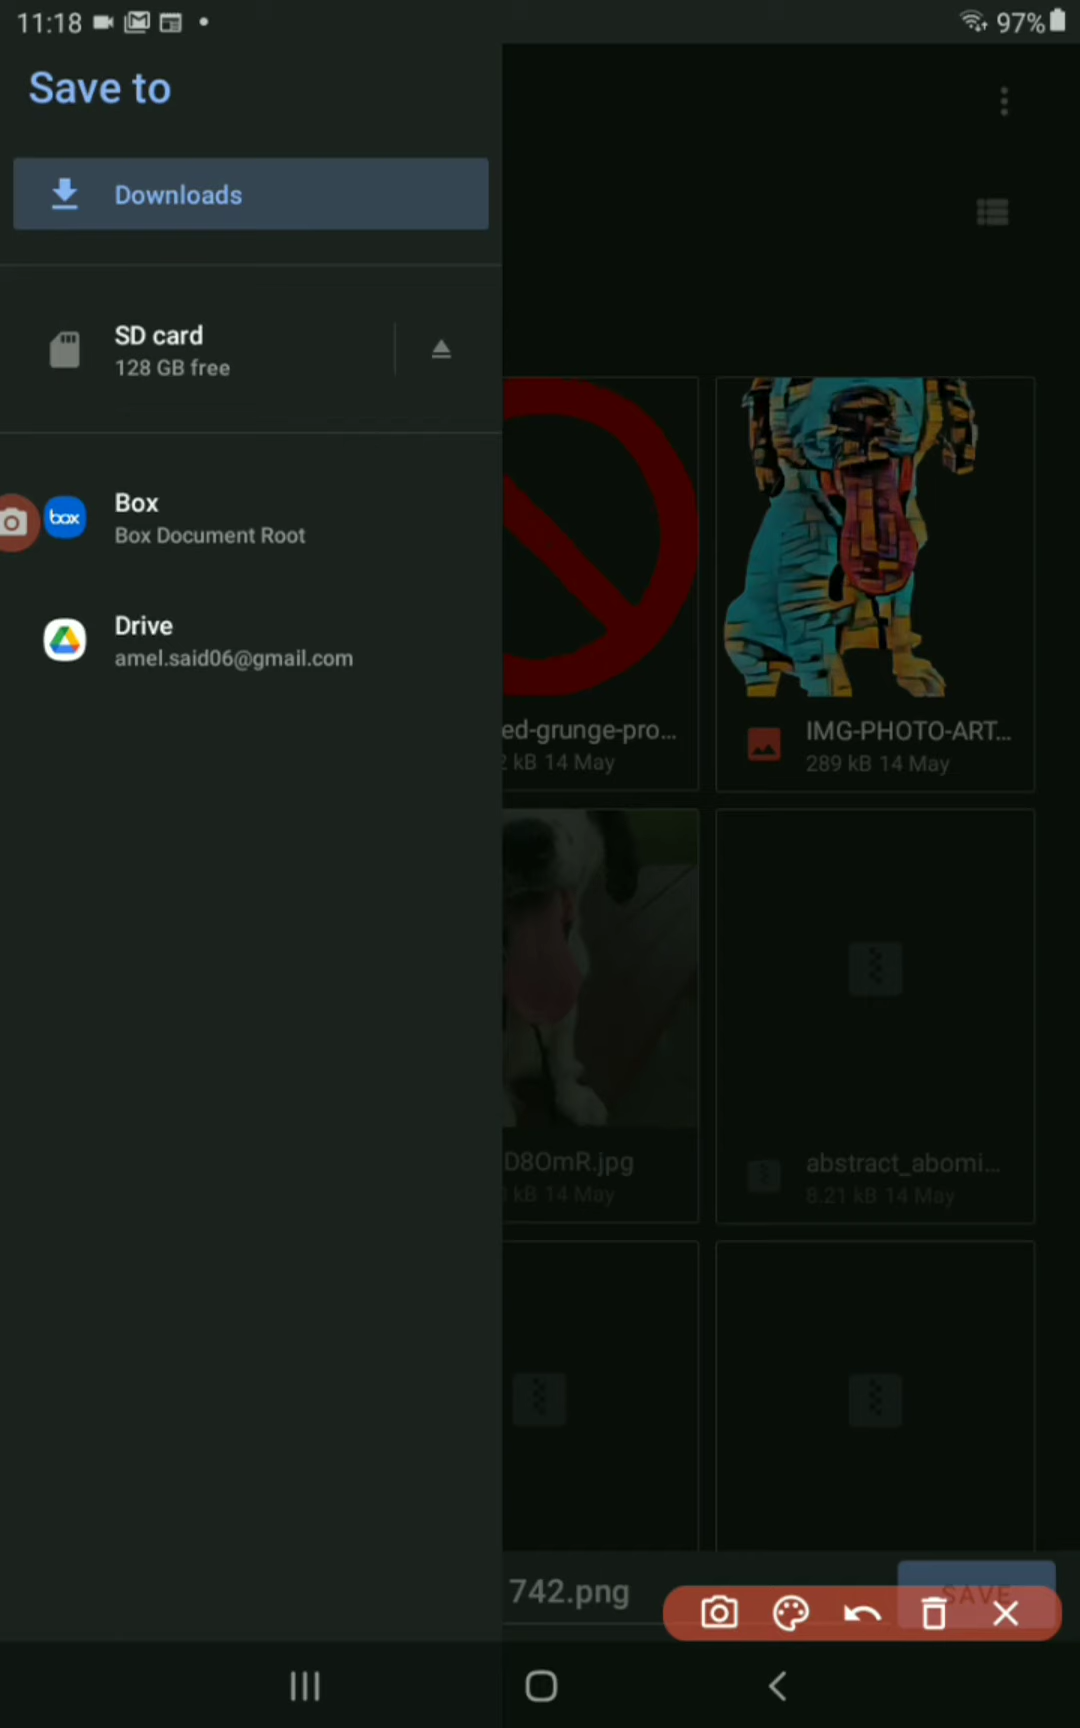 11:18
97%
Save to
Downloads
SD card
128 GB free
box
Box
Box Document Root
Drive
amel.said06@gmail.com
ed-grunge-pro...
2 kB 14 May
IMG-PHOTO-ART...
289 kB 14 May
D8OmR.jpg
kB 14 May
abstract_abomi...
8.21 kB 14 May
742.png
SAVE